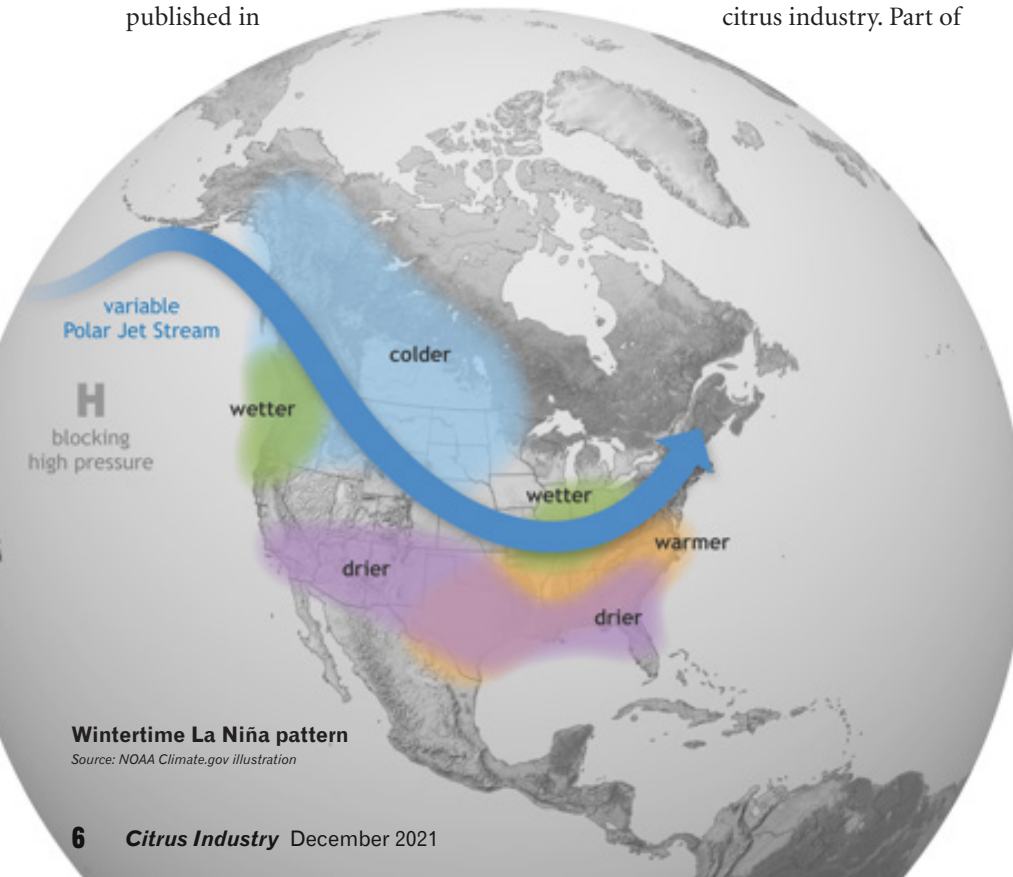 published in
citrus industry. Part of
variable
Polar Jet Stream
colder
H
blocking
high pressure
wetter
wetter
warmer
drier
drier
Wintertime La Niña pattern
Source: NOAA Climate.gov illustration
6 Citrus Industry December 2021